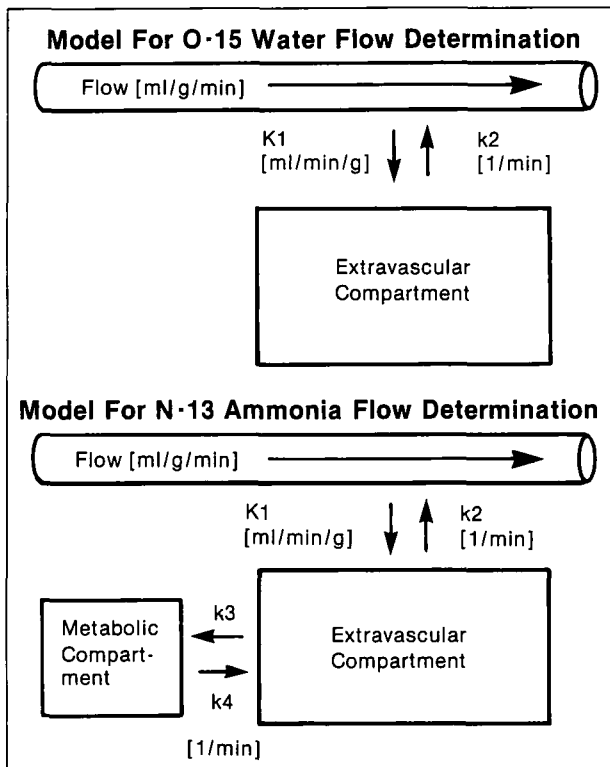 Model For O·15 Water Flow Determination
Flow [ml/g/min]
K1
[ml/min/g]
k2
[1/min]
Extravascular
Compartment
Model For N·13 Ammonia Flow Determination
Flow [ml/g/min]
K1
[ml/min/g]
k2
[1/min]
Metabolic
Compart-
ment
k3
k4
[1/min]
Extravascular
Compartment